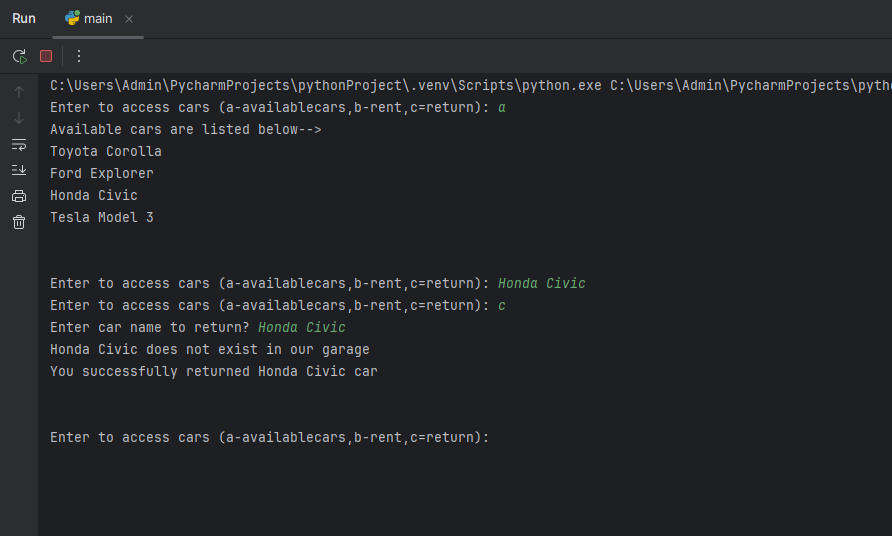 Run
main
C:\Users\Admin\PycharmProjects\pythonProject\.venv\Scripts\python.exe C:\Users\Admin\PycharmProjects\pytho
Enter to access cars (a-availablecars,b-rent,c=return): a
Available cars are listed below-->
Toyota Corolla
Ford Explorer
Honda Civic
Tesla Model 3
Enter to access cars (a-availablecars,b-rent,c=return): Honda Civic
Enter to access cars (a-availablecars,b-rent,c=return): c
Enter car name to return? Honda Civic
Honda Civic does not exist in our garage
You successfully returned Honda Civic car
Enter to access cars (a-availablecars,b-rent,c=return):